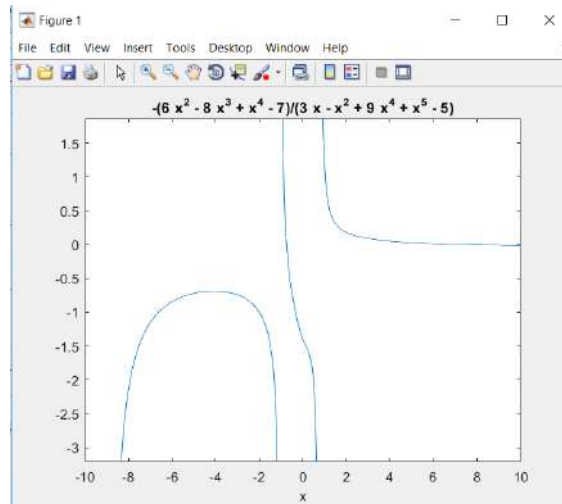 Figure 1
File Edit View Insert Tools Desktop Window Help
-(6 x² - 8 x³ + x⁴ - 7)/(3 x - x² + 9 x⁴ + x⁵ - 5)
1.5
1
0.5
0
-0.5
-1
-1.5
-2
-2.5
-3
-10 -8 -6 -4 -2 0 2 4 6 8 10
x